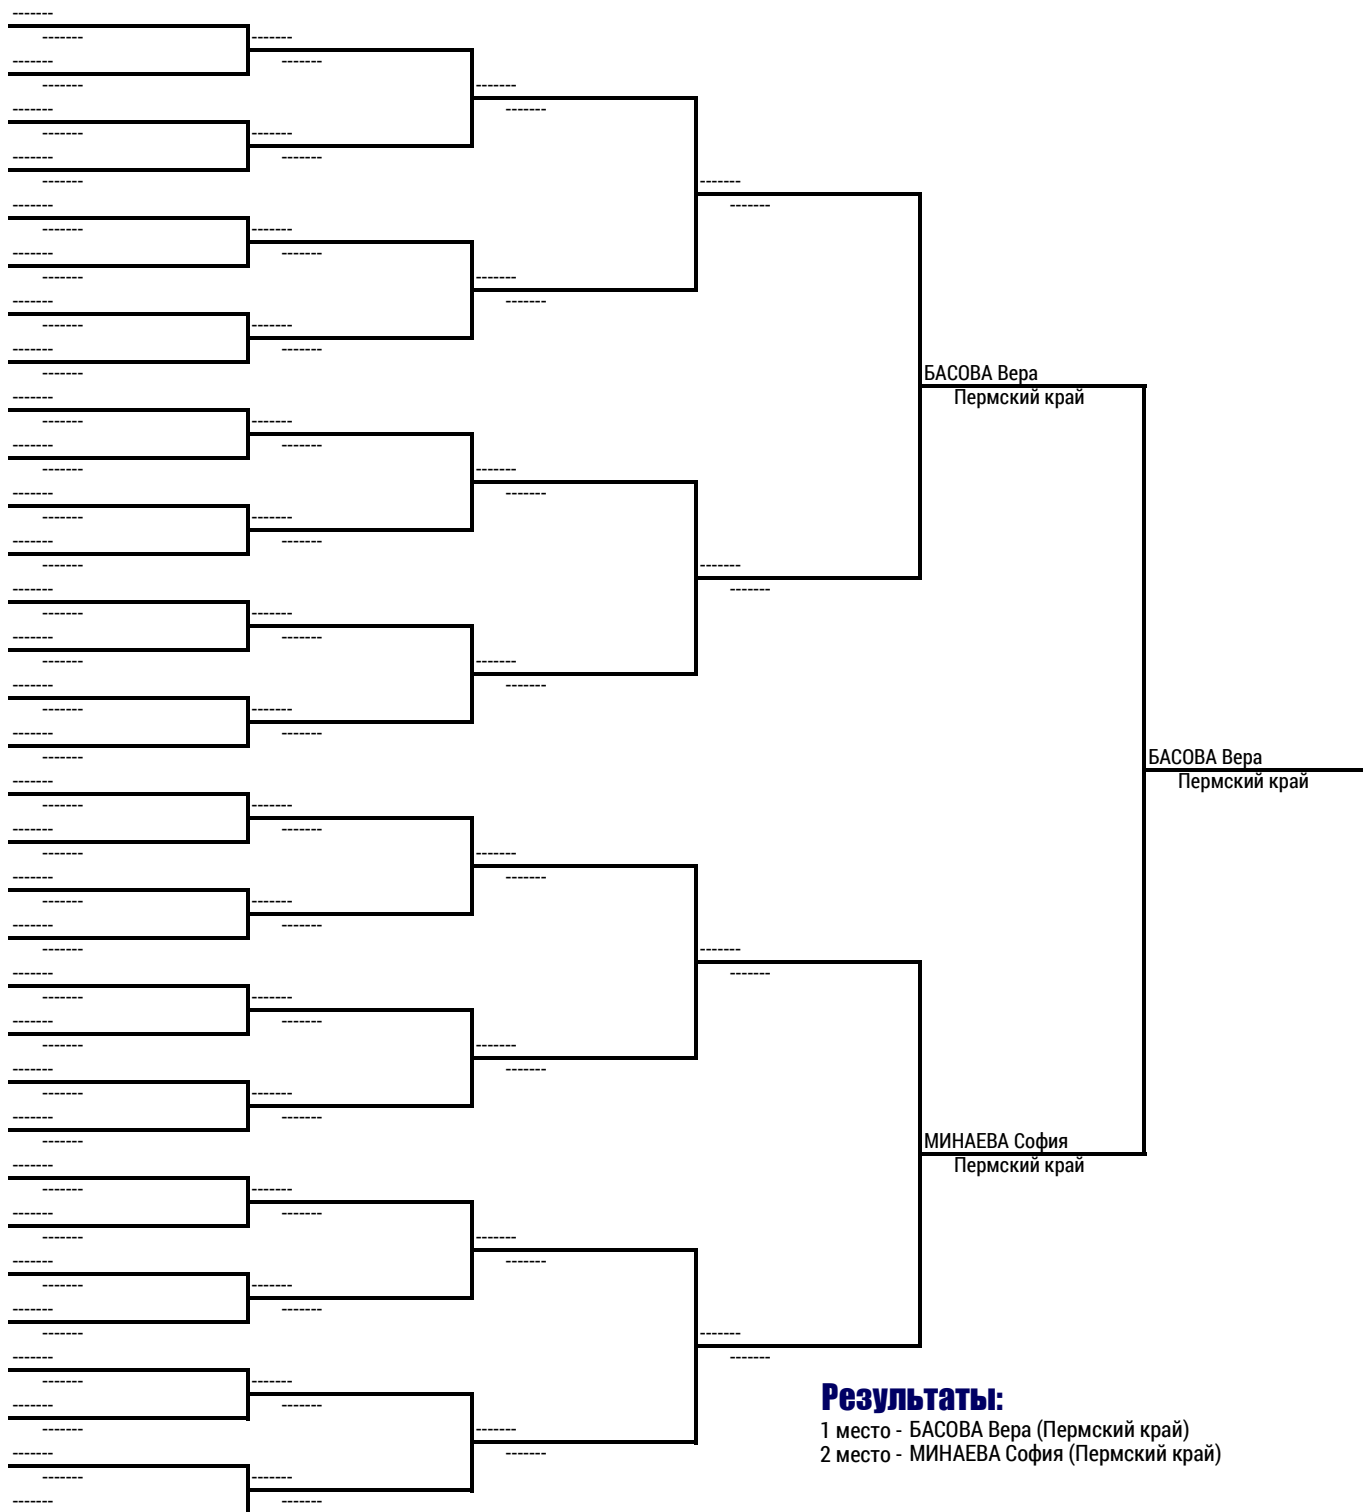 БАСОВА Вера
Пермский край
БАСОВА Вера
Пермский край
МИНАЕВА София
Пермский край
Результаты:
1 место - БАСОВА Вера (Пермский край)
2 место - МИНАЕВА София (Пермский край)